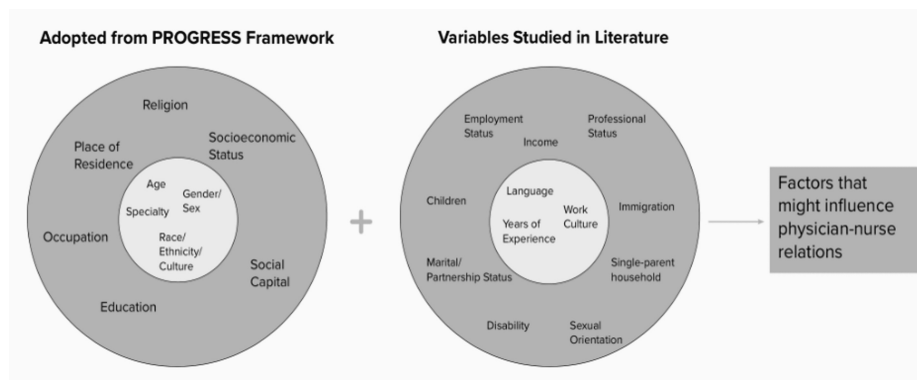 Adopted from PROGRESS Framework
Religion
Socioeconomic
Status
Place of
Residence
Age
Gender/
Sex
Specialty
Race/
Ethnicity/
Culture
Occupation
Social
Capital
Education
+
Variables Studied in Literature
Employment
Status
Professional
Status
Income
Children
Language
Work
Culture
Years of
Experience
Immigration
Marital/
Partnership Status
Single-parent
household
Disability
Sexual
Orientation
Factors that
might influence
physician-nurse
relations